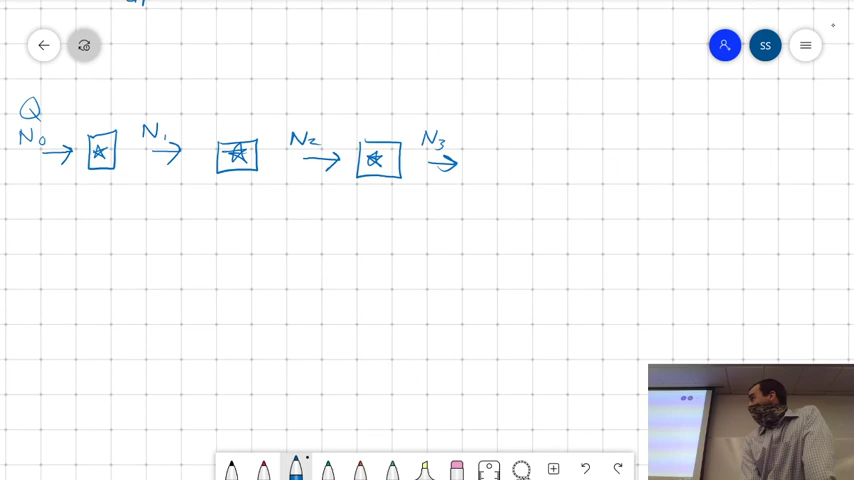 Q
N₀ → → N₁ → → N₂ → → N₃ →
SS